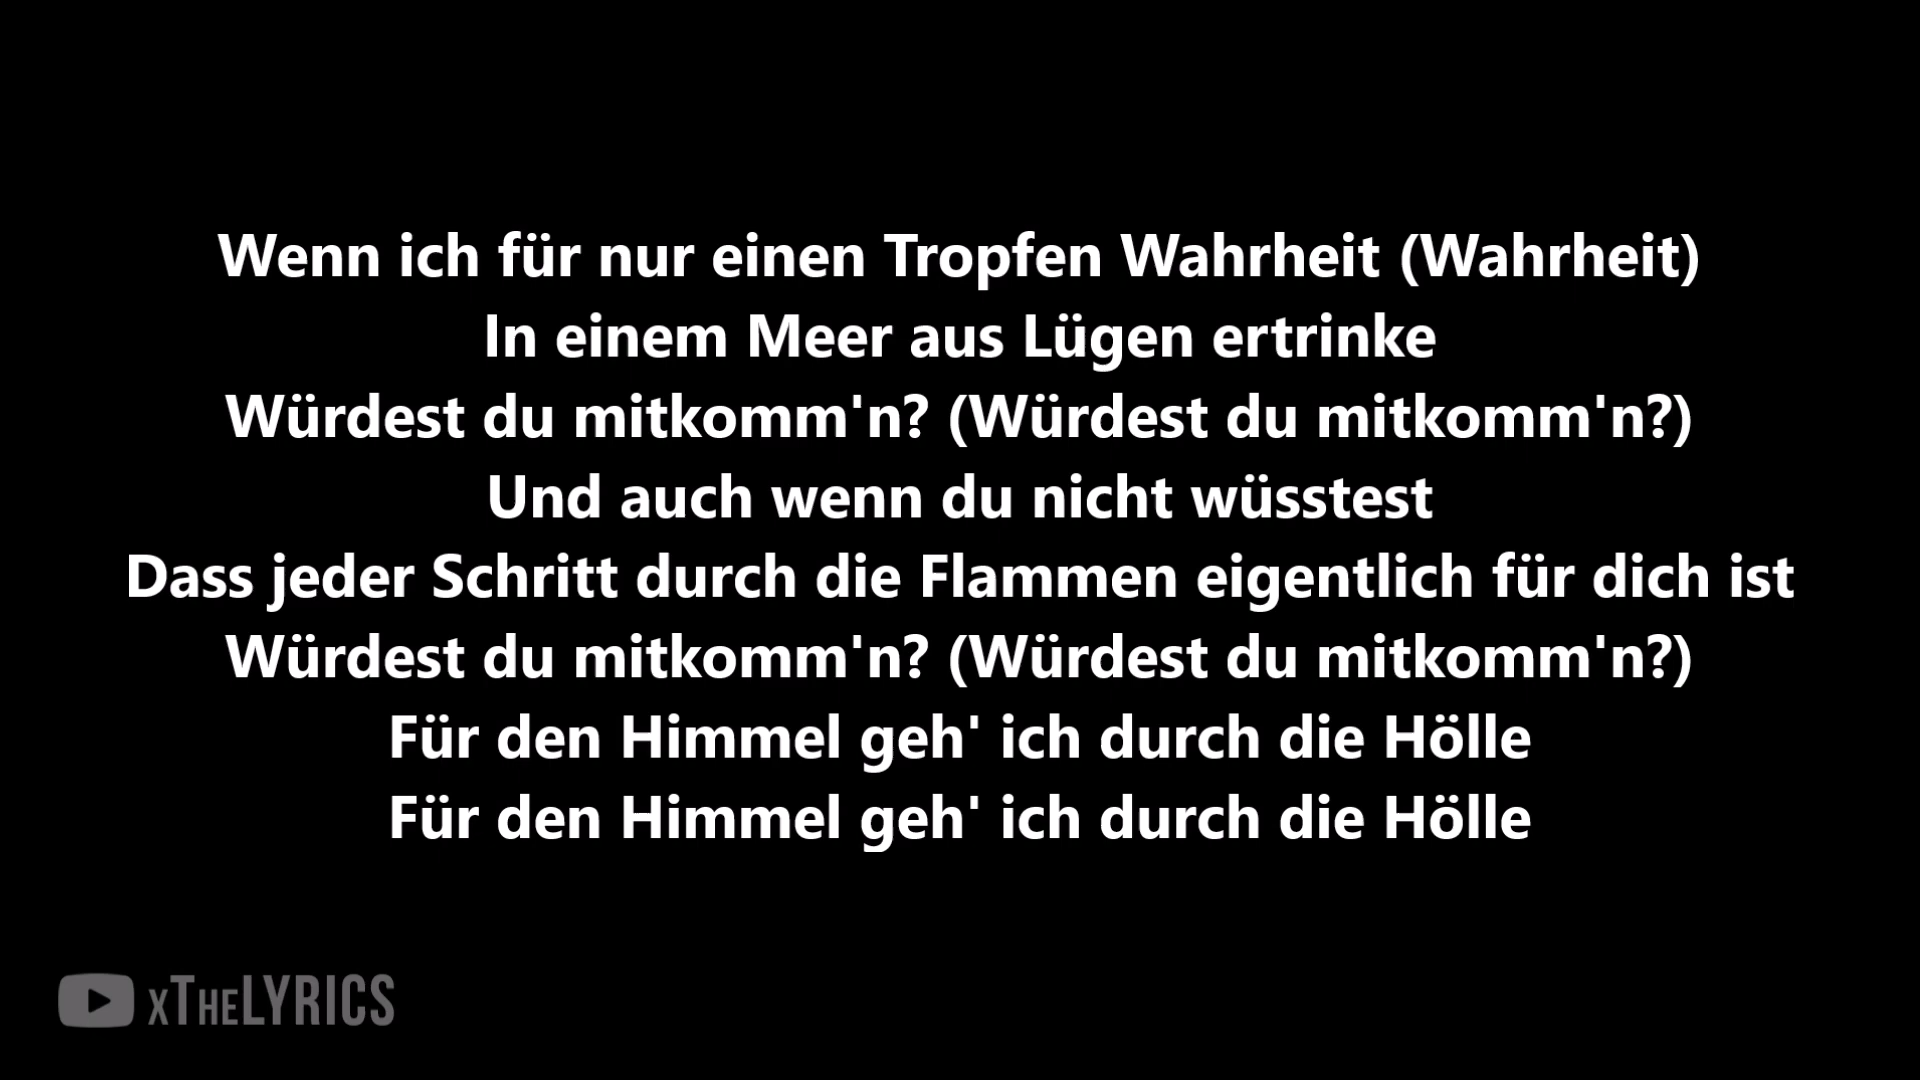 Wenn ich für nur einen Tropfen Wahrheit (Wahrheit)
In einem Meer aus Lügen ertrinke
Würdest du mitkomm'n? (Würdest du mitkomm'n?)
Und auch wenn du nicht wüsstest
Dass jeder Schritt durch die Flammen eigentlich für dich ist
Würdest du mitkomm'n? (Würdest du mitkomm'n?)
Für den Himmel geh' ich durch die Hölle
Für den Himmel geh' ich durch die Hölle
xTheLYRICS